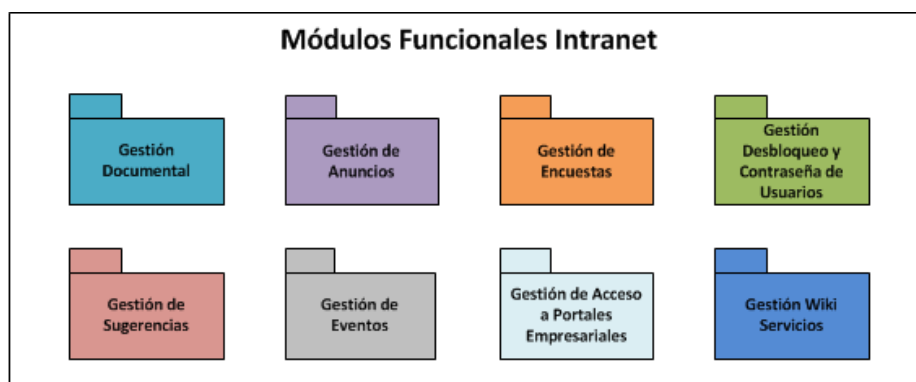 Módulos Funcionales Intranet
Gestión
Documental
Gestión de
Anuncios
Gestión de
Encuestas
Gestión
Desbloqueo y
Contraseña de
Usuarios
Gestión de
Sugerencias
Gestión de
Eventos
Gestión de Acceso
a Portales
Empresariales
Gestión Wiki
Servicios